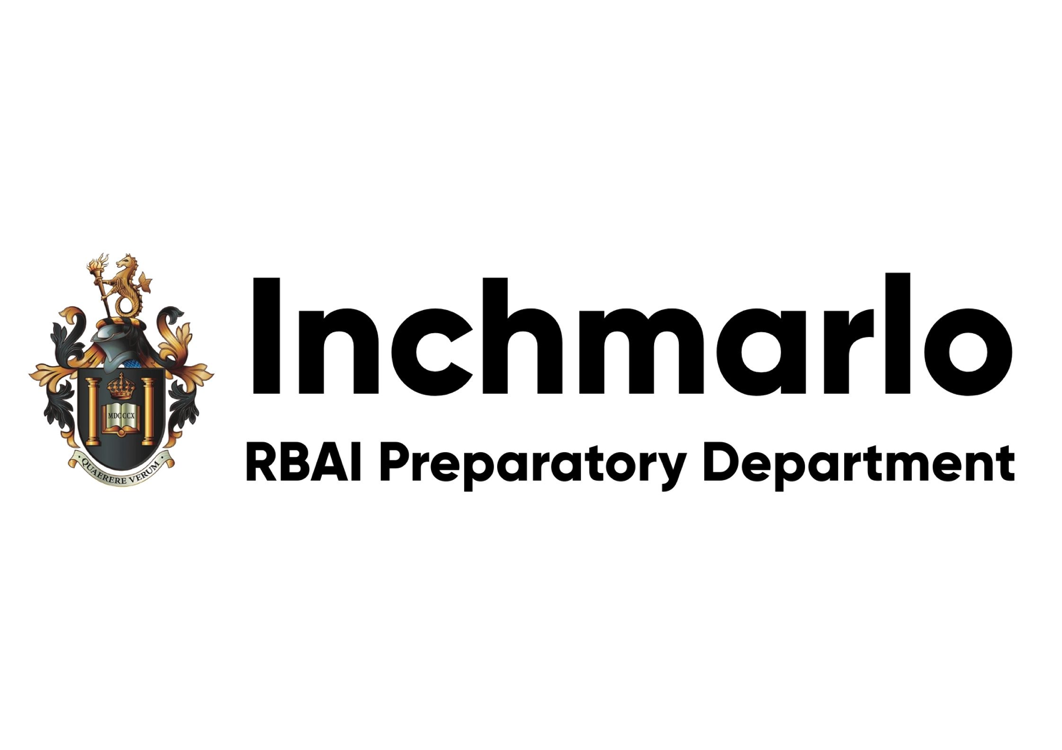 Inchmarlo
RBAI Preparatory Department
MDCCCX
QUAERERE VERUM